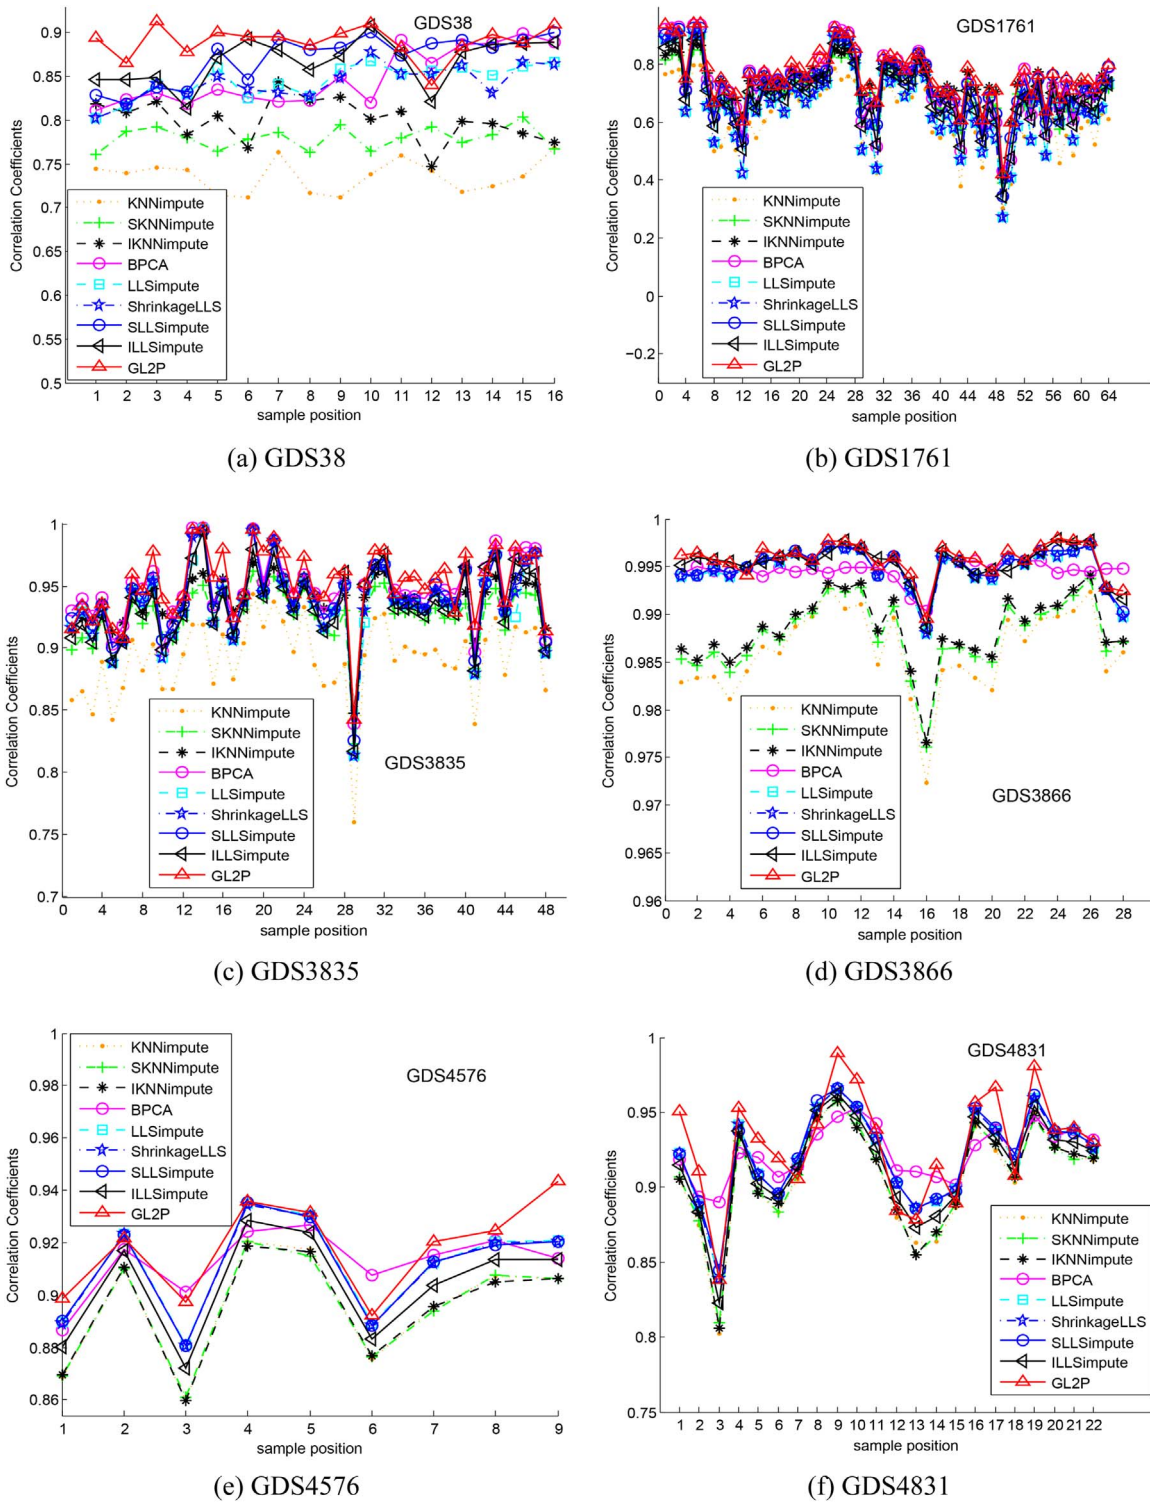 GDS38
0.9
0.85
0.8
0.75
0.7
0.65
0.6
0.55
0.5
Correlation Coefficients
KNNimpute
SKNNimpute
IKNNimpute
BPCA
LLSimpute
ShrinkageLLS
SLLSimpute
ILLSimpute
GL2P
1 2 3 4 5 6 7 8 9 10 11 12 13 14 15 16
sample position
(a) GDS38
GDS1761
0.8
0.6
0.4
0.2
0
−0.2
Correlation Coefficients
KNNimpute
SKNNimpute
IKNNimpute
BPCA
LLSimpute
ShrinkageLLS
SLLSimpute
ILLSimpute
GL2P
0 4 8 12 16 20 24 28 32 36 40 44 48 52 56 60 64
sample position
(b) GDS1761
1
0.95
0.9
0.85
0.8
0.75
0.7
Correlation Coefficients
KNNimpute
SKNNimpute
IKNNimpute
BPCA
LLSimpute
ShrinkageLLS
SLLSimpute
ILLSimpute
GL2P
GDS3835
0 4 8 12 16 20 24 28 32 36 40 44 48
sample position
(c) GDS3835
1
0.995
0.99
0.985
0.98
0.975
0.97
0.965
0.96
Correlation Coefficients
KNNimpute
SKNNimpute
IKNNimpute
BPCA
LLSimpute
ShrinkageLLS
SLLSimpute
ILLSimpute
GL2P
GDS3866
0 2 4 6 8 10 12 14 16 18 20 22 24 26 28
sample position
(d) GDS3866
1
0.98
0.96
0.94
0.92
0.9
0.88
0.86
Correlation Coefficients
KNNimpute
SKNNimpute
IKNNimpute
BPCA
LLSimpute
ShrinkageLLS
SLLSimpute
ILLSimpute
GL2P
GDS4576
1 2 3 4 5 6 7 8 9
sample position
(e) GDS4576
GDS4831
1
0.95
0.9
0.85
0.8
0.75
Correlation Coefficients
KNNimpute
SKNNimpute
IKNNimpute
BPCA
LLSimpute
ShrinkageLLS
SLLSimpute
ILLSimpute
GL2P
1 2 3 4 5 6 7 8 9 10 11 12 13 14 15 16 17 18 19 20 21 22
sample position
(f) GDS4831